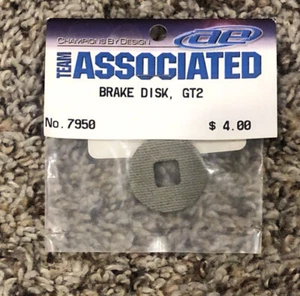 CHAMPIONS BY DESIGN
AE
TEAM
ASSOCIATED
BRAKE DISK, GT2
No.7950
$ 4.00